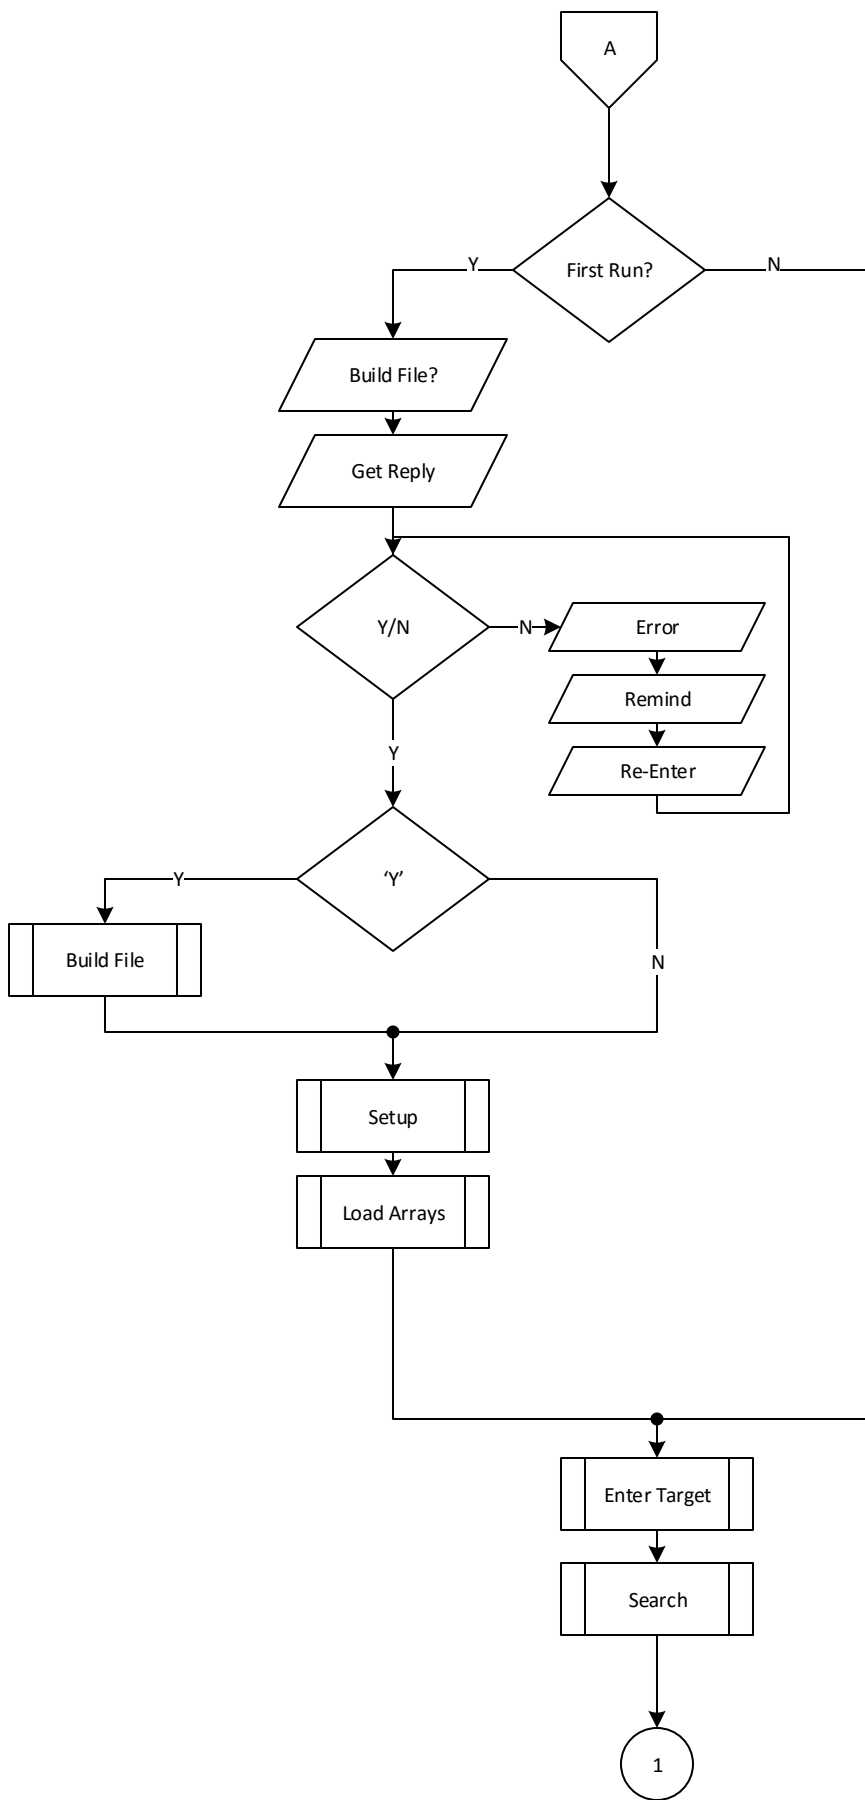 A
First Run?
Y
N
Build File?
Get Reply
Y/N
N
Error
Remind
Re-Enter
Y
‘Y’
Y
N
Build File
Setup
Load Arrays
Enter Target
Search
1